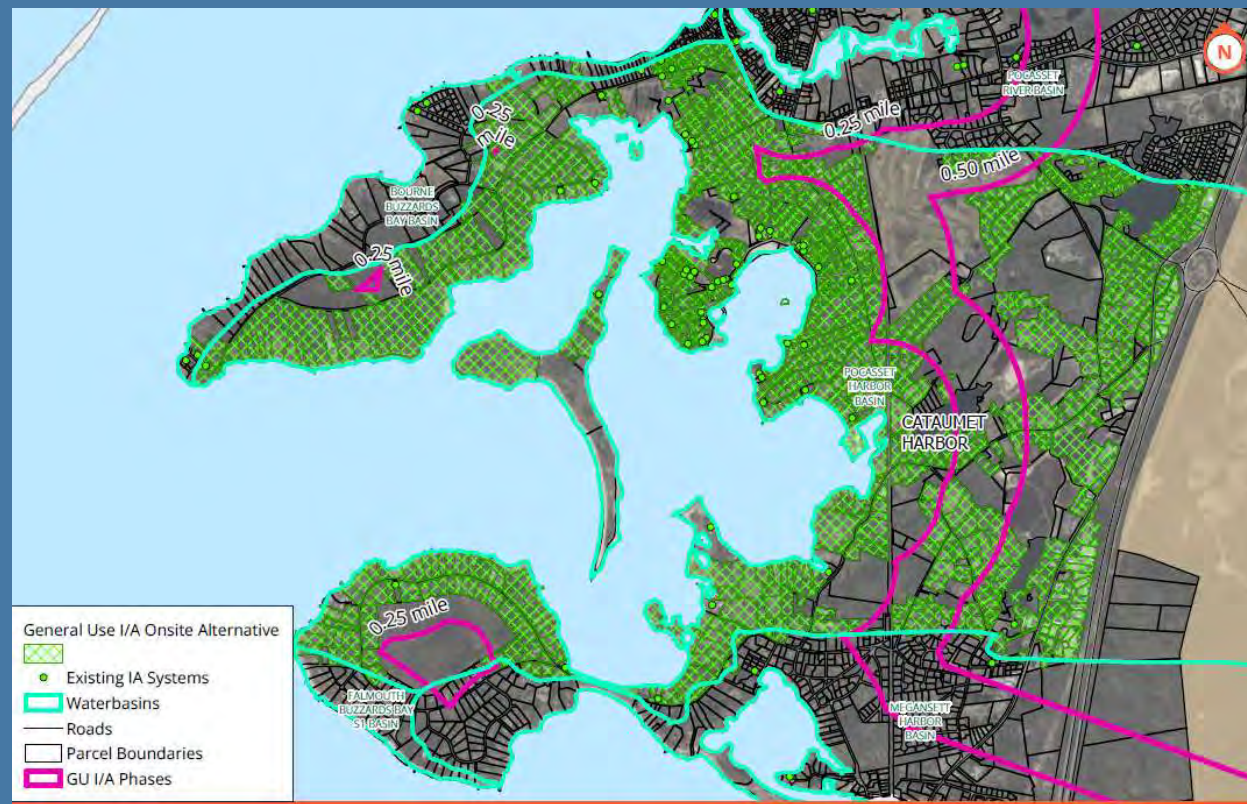 N
POCASSET
RIVER BASIN
0.25
mile
0.25 mile
0.50 mile
BOURNE
BUZZARDS
BAY BASIN
0.25
mile
POCASSET
HARBOR
BASIN
CATAUMET
HARBOR
0.25 mile
FALMOUTH
BUZZARDS BAY
S1 BASIN
MEGANSETT
HARBOR
BASIN
General Use I/A Onsite Alternative
Existing IA Systems
Waterbasins
Roads
Parcel Boundaries
GU I/A Phases